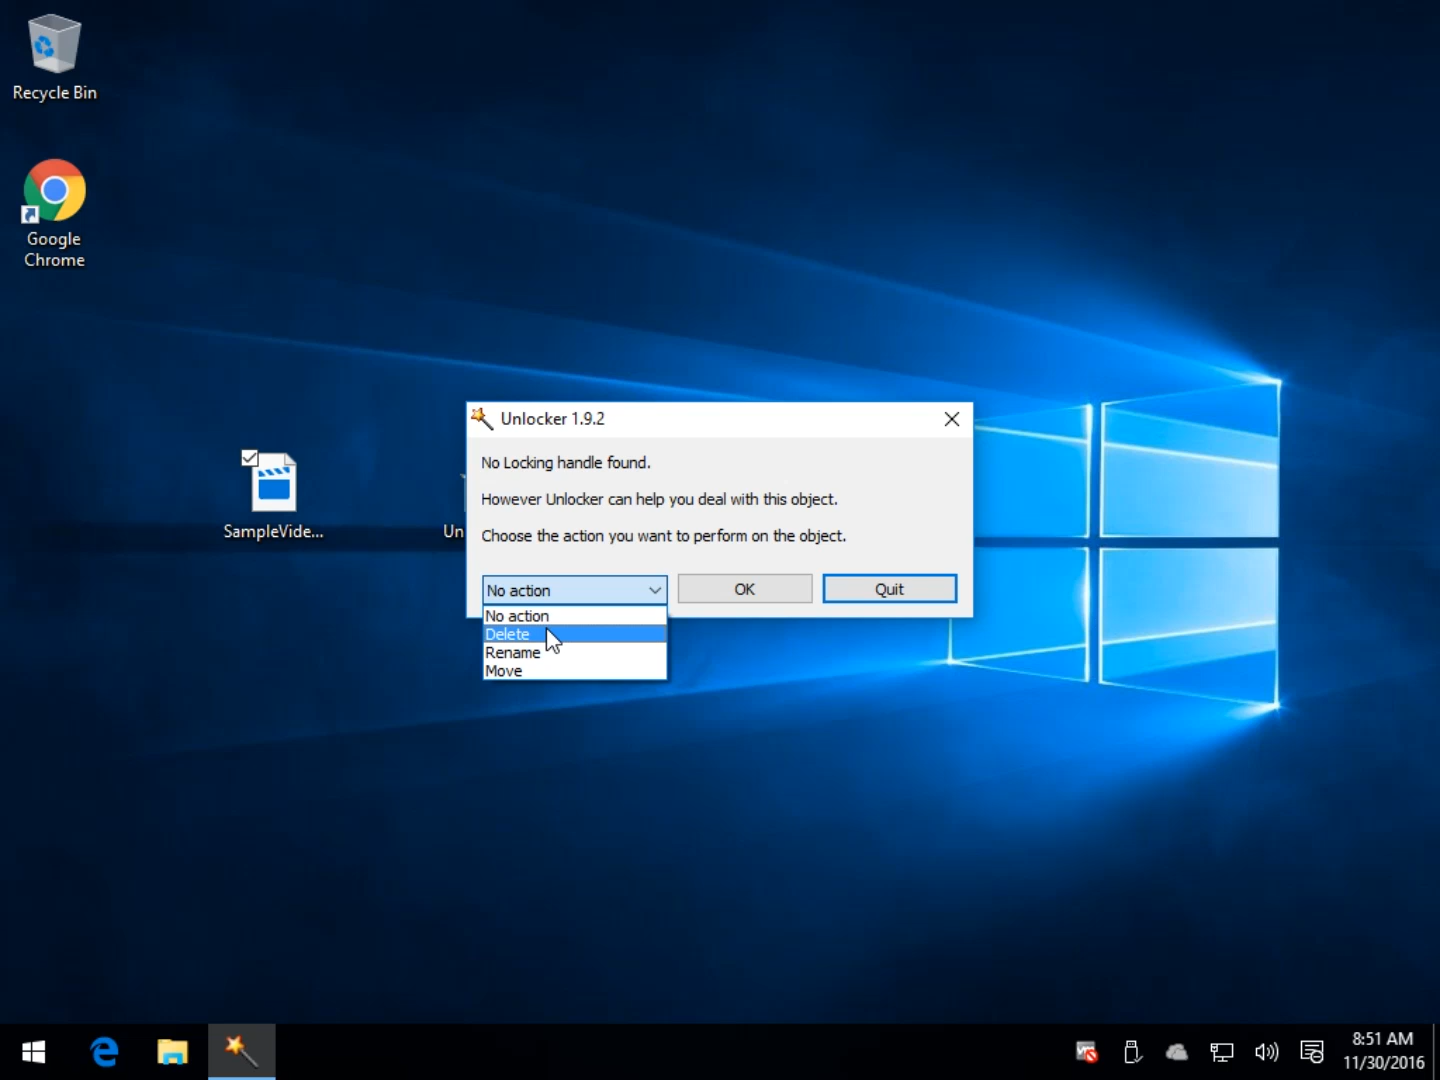 Recycle Bin
Google
Chrome
SampleVide...
Un
Unlocker 1.9.2
No Locking handle found.
However Unlocker can help you deal with this object.
Choose the action you want to perform on the object.
No action
OK
Quit
No action
Delete
Rename
Move
8:51 AM
11/30/2016